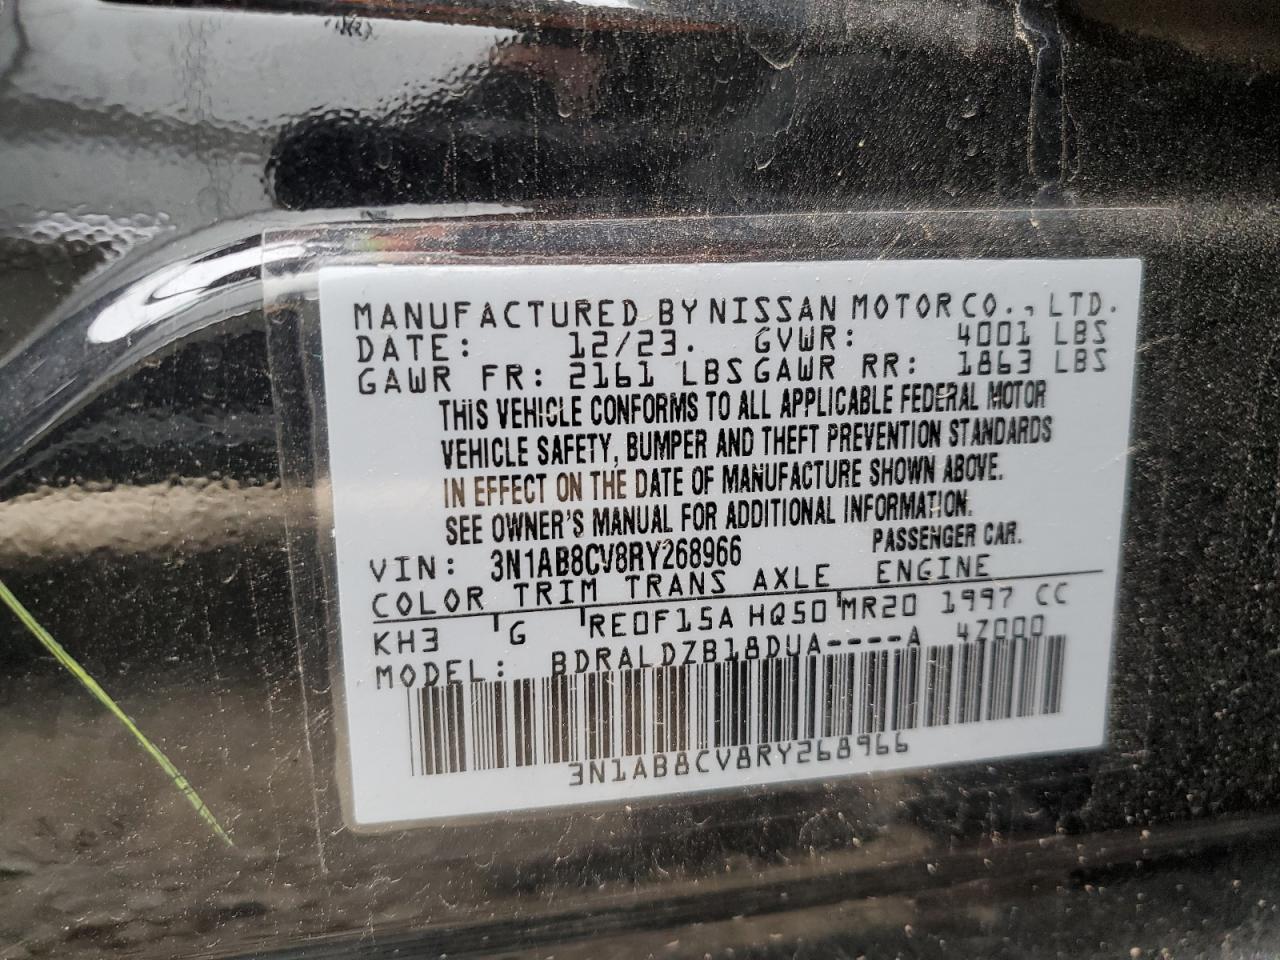 MANUFACTURED BY NISSAN MOTOR CO., LTD.
DATE: 12/23. GVWR: 4001 LBS
GAWR FR: 2161 LBS GAWR RR: 1863 LBS
THIS VEHICLE CONFORMS TO ALL APPLICABLE FEDERAL MOTOR
VEHICLE SAFETY, BUMPER AND THEFT PREVENTION STANDARDS
IN EFFECT ON THE DATE OF MANUFACTURE SHOWN ABOVE.
SEE OWNER'S MANUAL FOR ADDITIONAL INFORMATION.
VIN: 3N1AB8CV8RY268966 PASSENGER CAR.
COLOR TRIM TRANS AXLE ENGINE
KH3 G RE0F15A HQ50 MR20 1997 CC
MODEL: BDRALDZB18DUA----A 4Z000
3N1AB8CV8RY268966